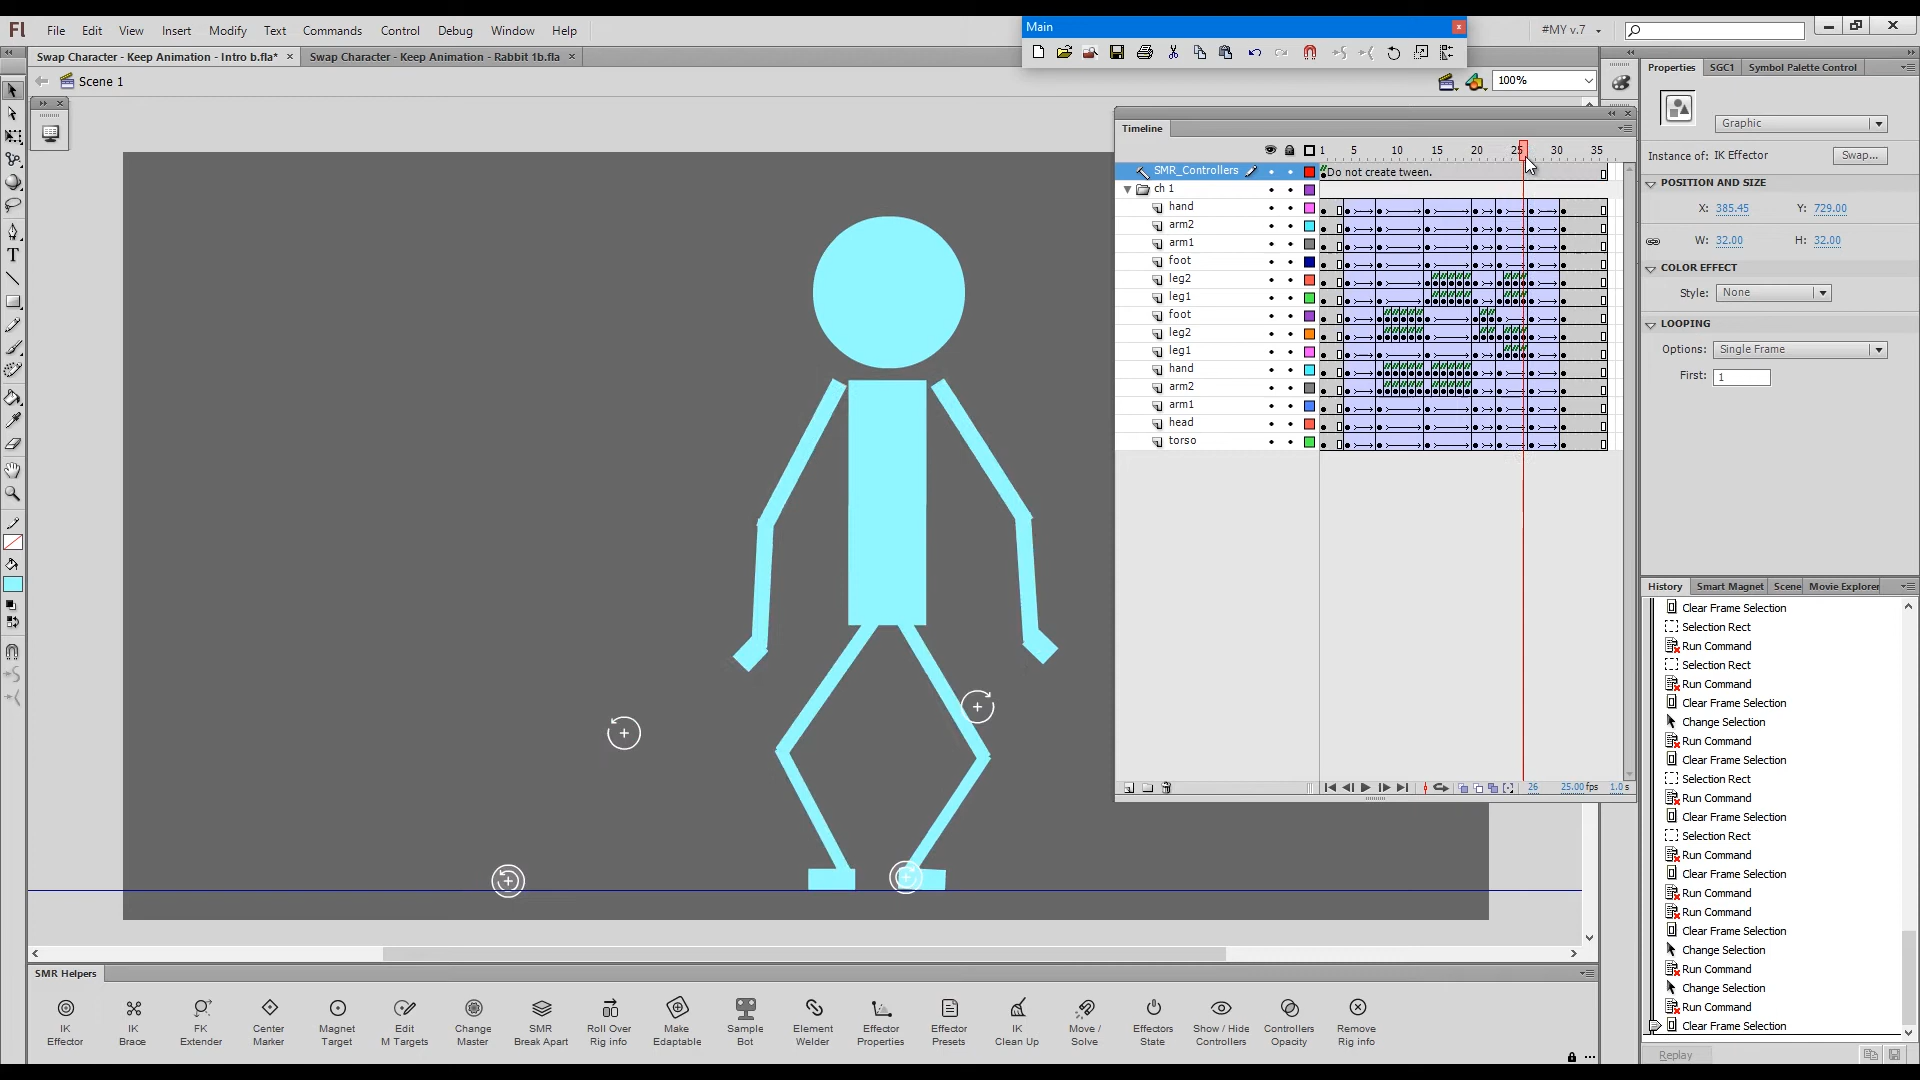 Fl File Edit View Insert Modify Text Commands Control Debug Window Help
Main
#MY v.7
Swap Character - Keep Animation - Intro b.fla* × Swap Character - Keep Animation - Rabbit 1b.fla ×
Scene 1
100%
Timeline
1 5 10 15 20 25 30 35
SMR_Controllers Do not create tween.
ch 1
hand
arm2
arm1
foot
leg2
leg1
foot
leg2
leg1
hand
arm2
arm1
head
torso
26 25.00 fps 1.0 s
Properties SGC1 Symbol Palette Control
Graphic
Instance of: IK Effector Swap...
POSITION AND SIZE
X: 385.45 Y: 729.00
W: 32.00 H: 32.00
COLOR EFFECT
Style: None
LOOPING
Options: Single Frame
First: 1
History Smart Magnet Scene Movie Explorer
Clear Frame Selection
Selection Rect
Run Command
Selection Rect
Run Command
Clear Frame Selection
Change Selection
Run Command
Clear Frame Selection
Selection Rect
Run Command
Clear Frame Selection
Selection Rect
Run Command
Clear Frame Selection
Run Command
Run Command
Clear Frame Selection
Change Selection
Run Command
Change Selection
Run Command
Clear Frame Selection
Replay
SMR Helpers
IK Effector
IK Brace
FK Extender
Center Marker
Magnet Target
Edit M Targets
Change Master
SMR Break Apart
Roll Over Rig info
Make Adaptable
Sample Bot
Element Welder
Effector Properties
Effector Presets
IK Clean Up
Move / Solve
Effectors State
Show / Hide Controllers
Controllers Opacity
Remove Rig info